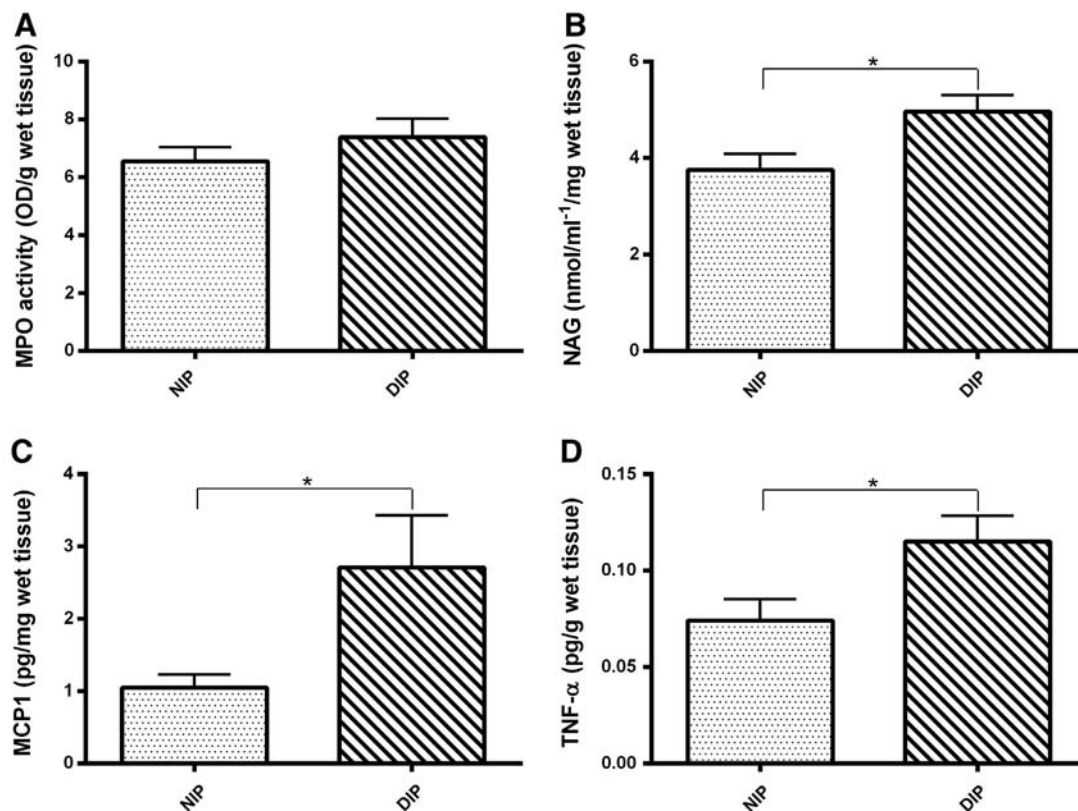 A
MPO activity (OD/g wet tissue)
10
8
6
4
2
0
NIP
DIP
B
NAG (nmol/ml⁻¹/mg wet tissue)
6
4
2
0
*
NIP
DIP
C
MCP1 (pg/mg wet tissue)
4
3
2
1
0
*
NIP
DIP
D
TNF-α (pg/g wet tissue)
0.15
0.10
0.05
0.00
*
NIP
DIP